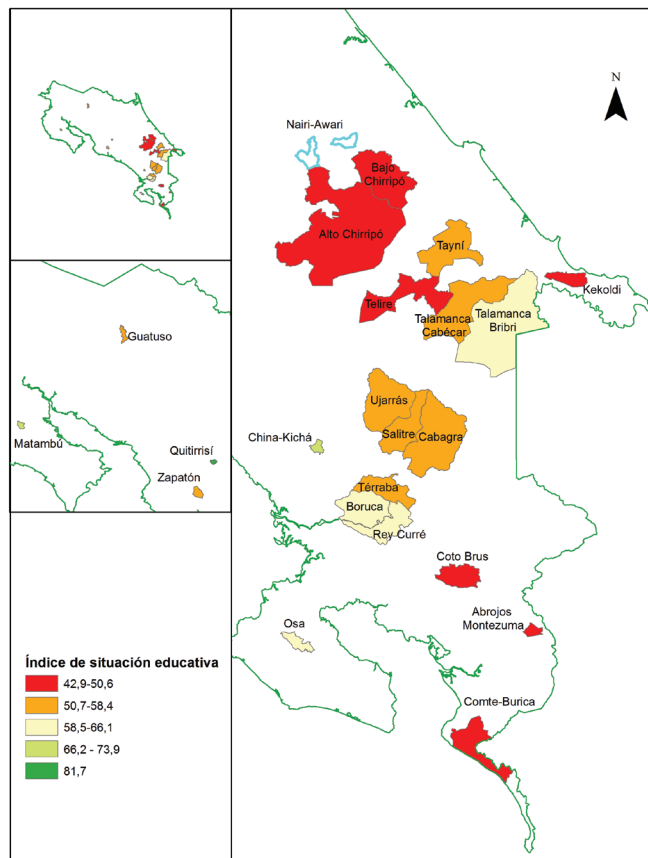 N
Nairi-Awari
Bajo
Chirripó
Alto Chirripó
Tayní
Kekoldi
Telire
Talamanca
Cabécar
Talamanca
Bribri
Guatuso
Matambú
Quitirrisí
Zapatón
Ujarrás
China-Kichá
Salitre
Cabagra
Térraba
Boruca
Rey Curré
Coto Brus
Abrojos
Montezuma
Osa
Comte-Burica
Índice de situación educativa
42,9-50,6
50,7-58,4
58,5-66,1
66,2 - 73,9
81,7